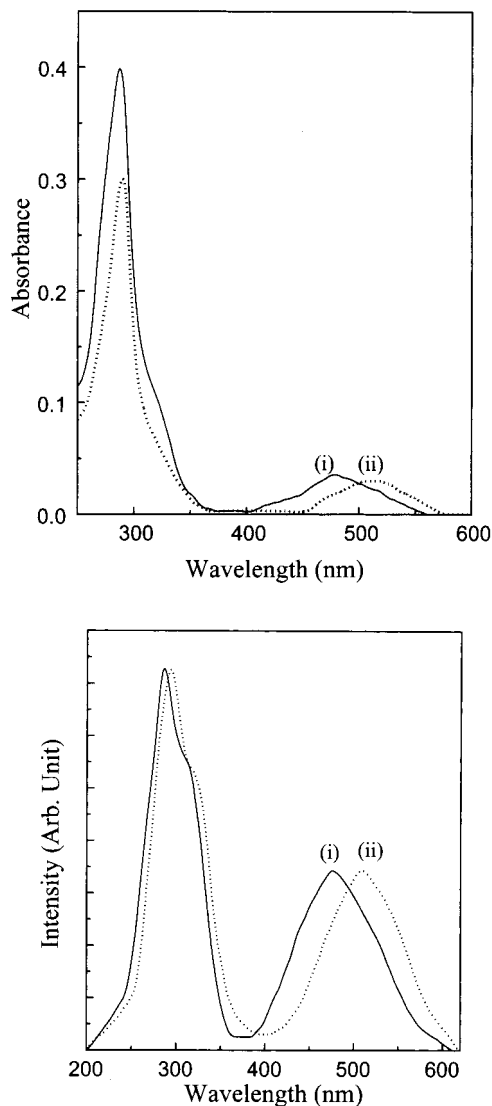 0.4
0.3
0.2
0.1
0.0
Absorbance
(i) (ii)
300 400 500 600
Wavelength (nm)
Intensity (Arb. Unit)
(i) (ii)
200 300 400 500 600
Wavelength (nm)